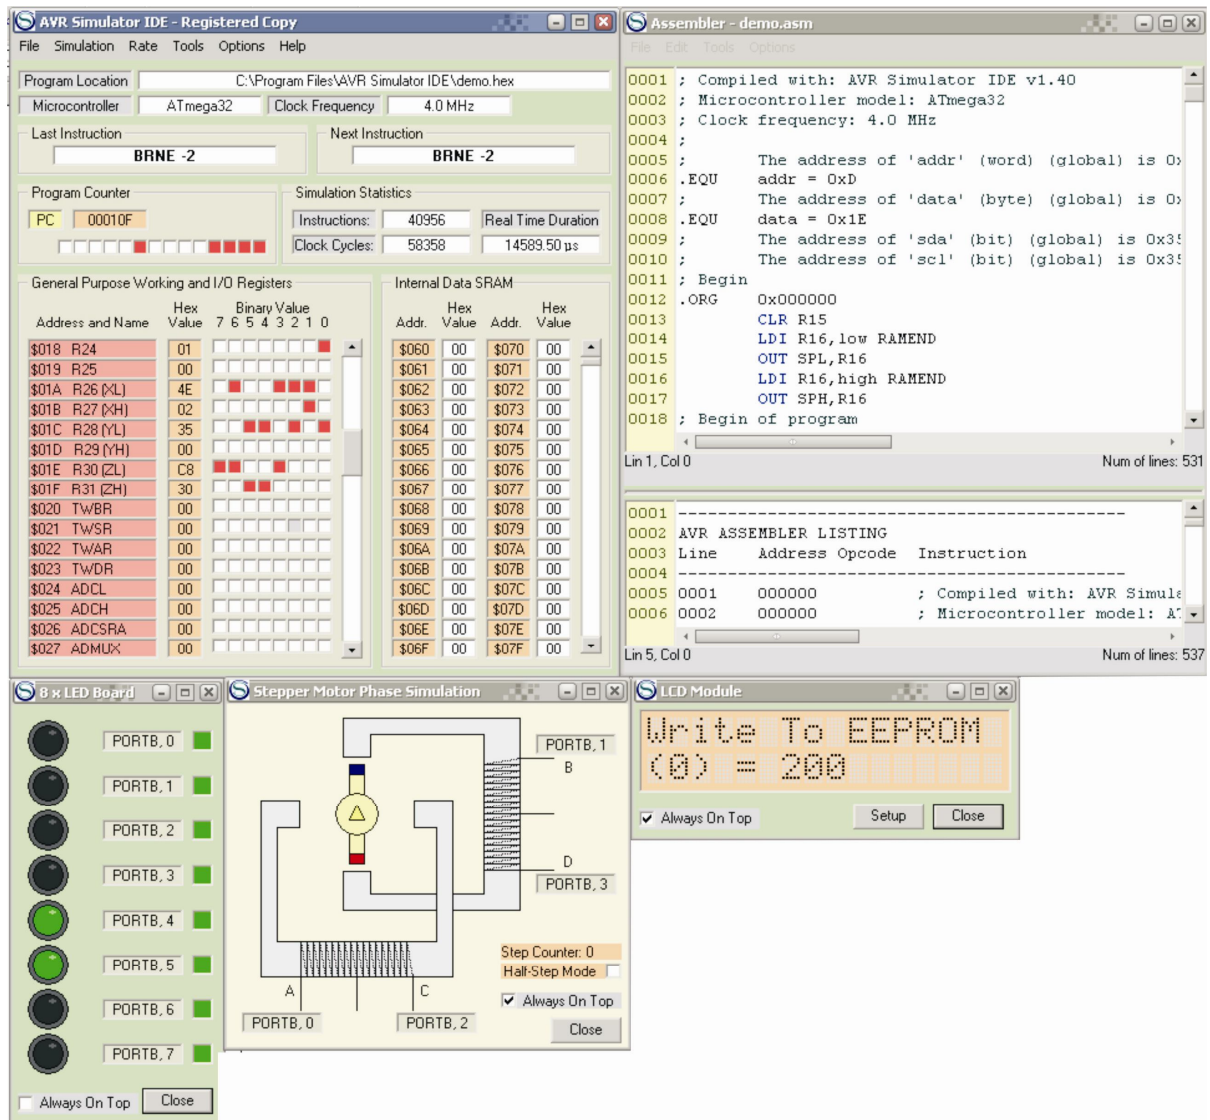 AVR Simulator IDE - Registered Copy
File Simulation Rate Tools Options Help
Program Location C:\Program Files\AVR Simulator IDE\demo.hex
Microcontroller ATmega32 Clock Frequency 4.0 MHz
Last Instruction Next Instruction
BRNE -2 BRNE -2
Program Counter Simulation Statistics
PC 00010F Instructions: 40956 Real Time Duration
Clock Cycles: 58358 14589.50 µs
General Purpose Working and I/O Registers Internal Data SRAM
Hex Binary Value Hex Hex
Address and Name Value 7 6 5 4 3 2 1 0 Addr. Value Addr. Value
$018 R24 01 $060 00 $070 00
$019 R25 00 $061 00 $071 00
$01A R26 (XL) 4E $062 00 $072 00
$01B R27 (XH) 02 $063 00 $073 00
$01C R28 (YL) 35 $064 00 $074 00
$01D R29 (YH) 00 $065 00 $075 00
$01E R30 (ZL) C8 $066 00 $076 00
$01F R31 (ZH) 30 $067 00 $077 00
$020 TWBR 00 $068 00 $078 00
$021 TWSR 00 $069 00 $079 00
$022 TWAR 00 $06A 00 $07A 00
$023 TWDR 00 $06B 00 $07B 00
$024 ADCL 00 $06C 00 $07C 00
$025 ADCH 00 $06D 00 $07D 00
$026 ADCSRA 00 $06E 00 $07E 00
$027 ADMUX 00 $06F 00 $07F 00
Assembler - demo.asm
File Edit Tools Options
0001 ; Compiled with: AVR Simulator IDE v1.40
0002 ; Microcontroller model: ATmega32
0003 ; Clock frequency: 4.0 MHz
0004 ;
0005 ; The address of 'addr' (word) (global) is 0x
0006 .EQU addr = 0xD
0007 ; The address of 'data' (byte) (global) is 0x
0008 .EQU data = 0x1E
0009 ; The address of 'sda' (bit) (global) is 0x35
0010 ; The address of 'scl' (bit) (global) is 0x35
0011 ; Begin
0012 .ORG 0x000000
0013 CLR R15
0014 LDI R16,low RAMEND
0015 OUT SPL,R16
0016 LDI R16,high RAMEND
0017 OUT SPH,R16
0018 ; Begin of program
Lin 1, Col 0 Num of lines: 531
0001 ----------------------------------------------
0002 AVR ASSEMBLER LISTING
0003 Line Address Opcode Instruction
0004 ----------------------------------------------
0005 0001 000000 ; Compiled with: AVR Simula
0006 0002 000000 ; Microcontroller model: A
Lin 5, Col 0 Num of lines: 537
8 x LED Board
PORTB, 0
PORTB, 1
PORTB, 2
PORTB, 3
PORTB, 4
PORTB, 5
PORTB, 6
PORTB, 7
Always On Top Close
Stepper Motor Phase Simulation
PORTB, 1
B
D
PORTB, 3
Step Counter: 0
Half-Step Mode
A C
Always On Top
PORTB, 0 PORTB, 2
Close
LCD Module
Write To EEPROM
(0) = 200
Always On Top Setup Close